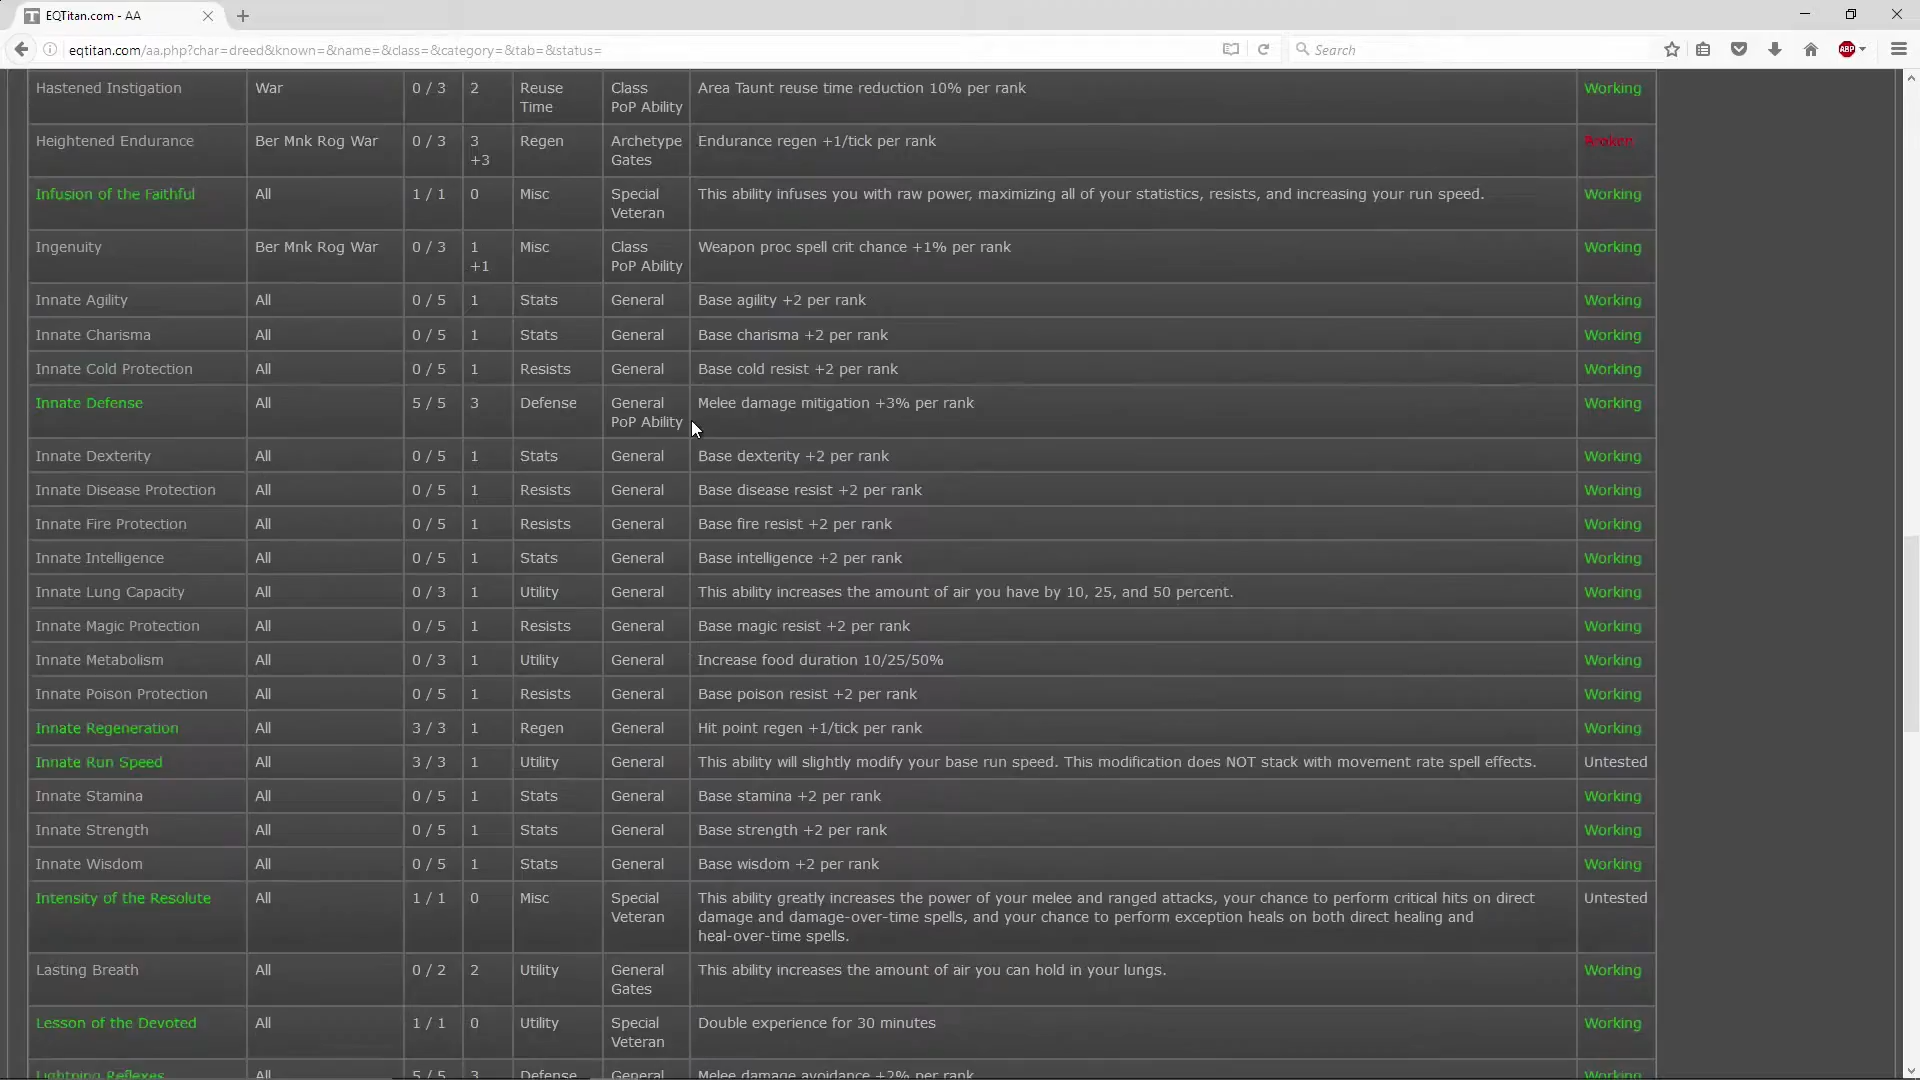 EQTitan.com - AA
eqtitan.com/aa.php?char=dreed&known=&name=&class=&category=&tab=&status=
Search
ABP
Hastened Instigation War 0 / 3 2 Reuse Time Class PoP Ability Area Taunt reuse time reduction 10% per rank Working
Heightened Endurance Ber Mnk Rog War 0 / 3 3 +3 Regen Archetype Gates Endurance regen +1/tick per rank Broken
Infusion of the Faithful All 1 / 1 0 Misc Special Veteran This ability infuses you with raw power, maximizing all of your statistics, resists, and increasing your run speed. Working
Ingenuity Ber Mnk Rog War 0 / 3 1 +1 Misc Class PoP Ability Weapon proc spell crit chance +1% per rank Working
Innate Agility All 0 / 5 1 Stats General Base agility +2 per rank Working
Innate Charisma All 0 / 5 1 Stats General Base charisma +2 per rank Working
Innate Cold Protection All 0 / 5 1 Resists General Base cold resist +2 per rank Working
Innate Defense All 5 / 5 3 Defense General PoP Ability Melee damage mitigation +3% per rank Working
Innate Dexterity All 0 / 5 1 Stats General Base dexterity +2 per rank Working
Innate Disease Protection All 0 / 5 1 Resists General Base disease resist +2 per rank Working
Innate Fire Protection All 0 / 5 1 Resists General Base fire resist +2 per rank Working
Innate Intelligence All 0 / 5 1 Stats General Base intelligence +2 per rank Working
Innate Lung Capacity All 0 / 3 1 Utility General This ability increases the amount of air you have by 10, 25, and 50 percent. Working
Innate Magic Protection All 0 / 5 1 Resists General Base magic resist +2 per rank Working
Innate Metabolism All 0 / 3 1 Utility General Increase food duration 10/25/50% Working
Innate Poison Protection All 0 / 5 1 Resists General Base poison resist +2 per rank Working
Innate Regeneration All 3 / 3 1 Regen General Hit point regen +1/tick per rank Working
Innate Run Speed All 3 / 3 1 Utility General This ability will slightly modify your base run speed. This modification does NOT stack with movement rate spell effects. Untested
Innate Stamina All 0 / 5 1 Stats General Base stamina +2 per rank Working
Innate Strength All 0 / 5 1 Stats General Base strength +2 per rank Working
Innate Wisdom All 0 / 5 1 Stats General Base wisdom +2 per rank Working
Intensity of the Resolute All 1 / 1 0 Misc Special Veteran This ability greatly increases the power of your melee and ranged attacks, your chance to perform critical hits on direct Untested
damage and damage-over-time spells, and your chance to perform exception heals on both direct healing and
heal-over-time spells.
Lasting Breath All 0 / 2 2 Utility General Gates This ability increases the amount of air you can hold in your lungs. Working
Lesson of the Devoted All 1 / 1 0 Utility Special Veteran Double experience for 30 minutes Working
Lightning Reflexes All 5 / 5 3 Defense General Melee damage avoidance +2% per rank Working